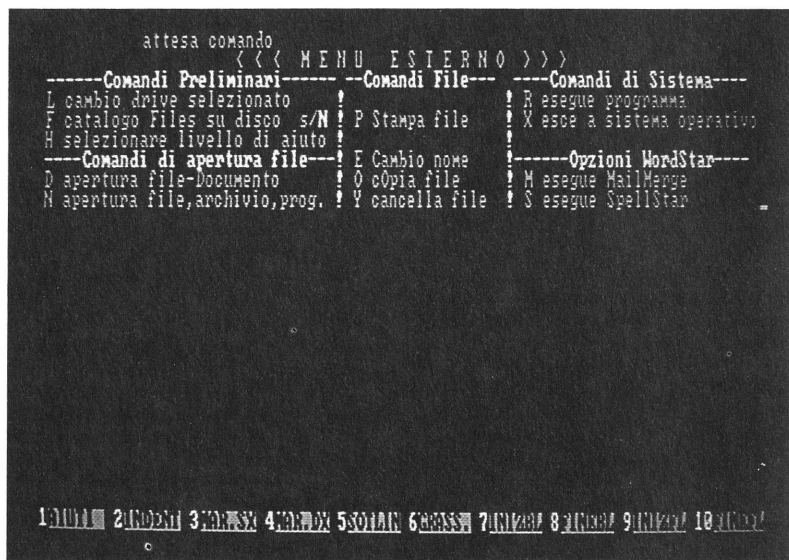 attesa comando
< < < M E N U   E S T E R N O > > >
------Comandi Preliminari------ --Comandi File--- ----Comandi di Sistema----
L cambio drive selezionato ! ! R esegue programma
F catalogo Files su disco s/N ! P Stampa file ! X esce a sistema operativo
H selezionare livello di aiuto ! !
----Comandi di apertura file---! E Cambio nome !------Opzioni WordStar----
D apertura file-Documento ! O cOpia file ! M esegue MailMerge
N apertura file,archivio,prog. ! Y cancella file ! S esegue SpellStar
1AIUTI 2INDENT 3MAR.SX 4MAR.DX 5SOTLIN 6GRASS. 7INIZBL 8FINEBL 9INIZFL 10